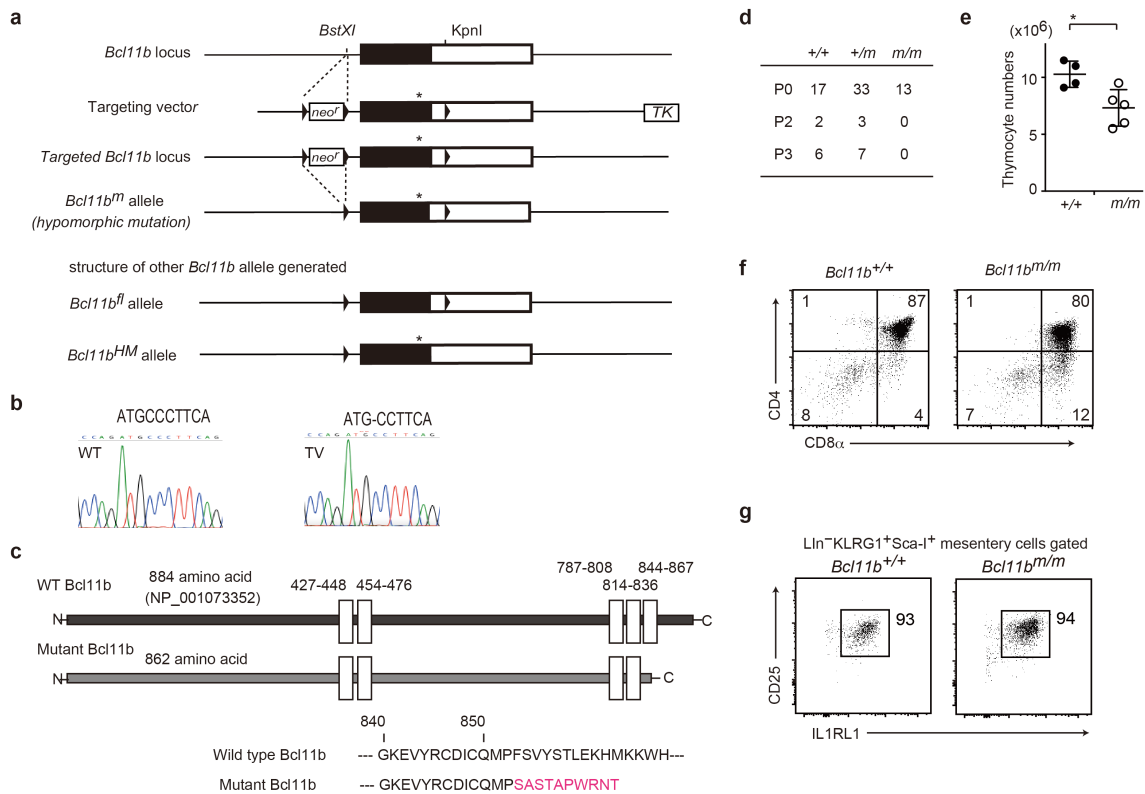 a
BstXI
KpnI
Bcl11b locus
Targeting vector
neor
*
TK
Targeted Bcl11b locus
neor
*
Bcl11bm allele
(hypomorphic mutation)
*
structure of other Bcl11b allele generated
Bcl11bfl allele
Bcl11bHM allele
*
b
ATGCCCTTCA
CCAGATGCCCTTCAG
WT
ATG-CCTTCA
CCAGATGCCTTCAG
TV
c
WT Bcl11b
884 amino acid
(NP_001073352)
427-448
454-476
787-808
814-836
844-867
N
C
Mutant Bcl11b
862 amino acid
N
C
840
850
Wild type Bcl11b
--- GKEVYRCDICQMPFSVYSTLEKHMKKWH---
Mutant Bcl11b
--- GKEVYRCDICQMPSASTAPWRNT
d
+/+ +/m m/m
P0 17 33 13
P2 2 3 0
P3 6 7 0
e
(x106)
*
Thymocyte numbers
10
5
0
+/+
m/m
f
Bcl11b+/+
Bcl11bm/m
1
87
8
4
1
80
7
12
CD4
CD8α
g
LIn−KLRG1+Sca-I+ mesentery cells gated
Bcl11b+/+
Bcl11bm/m
93
94
CD25
IL1RL1